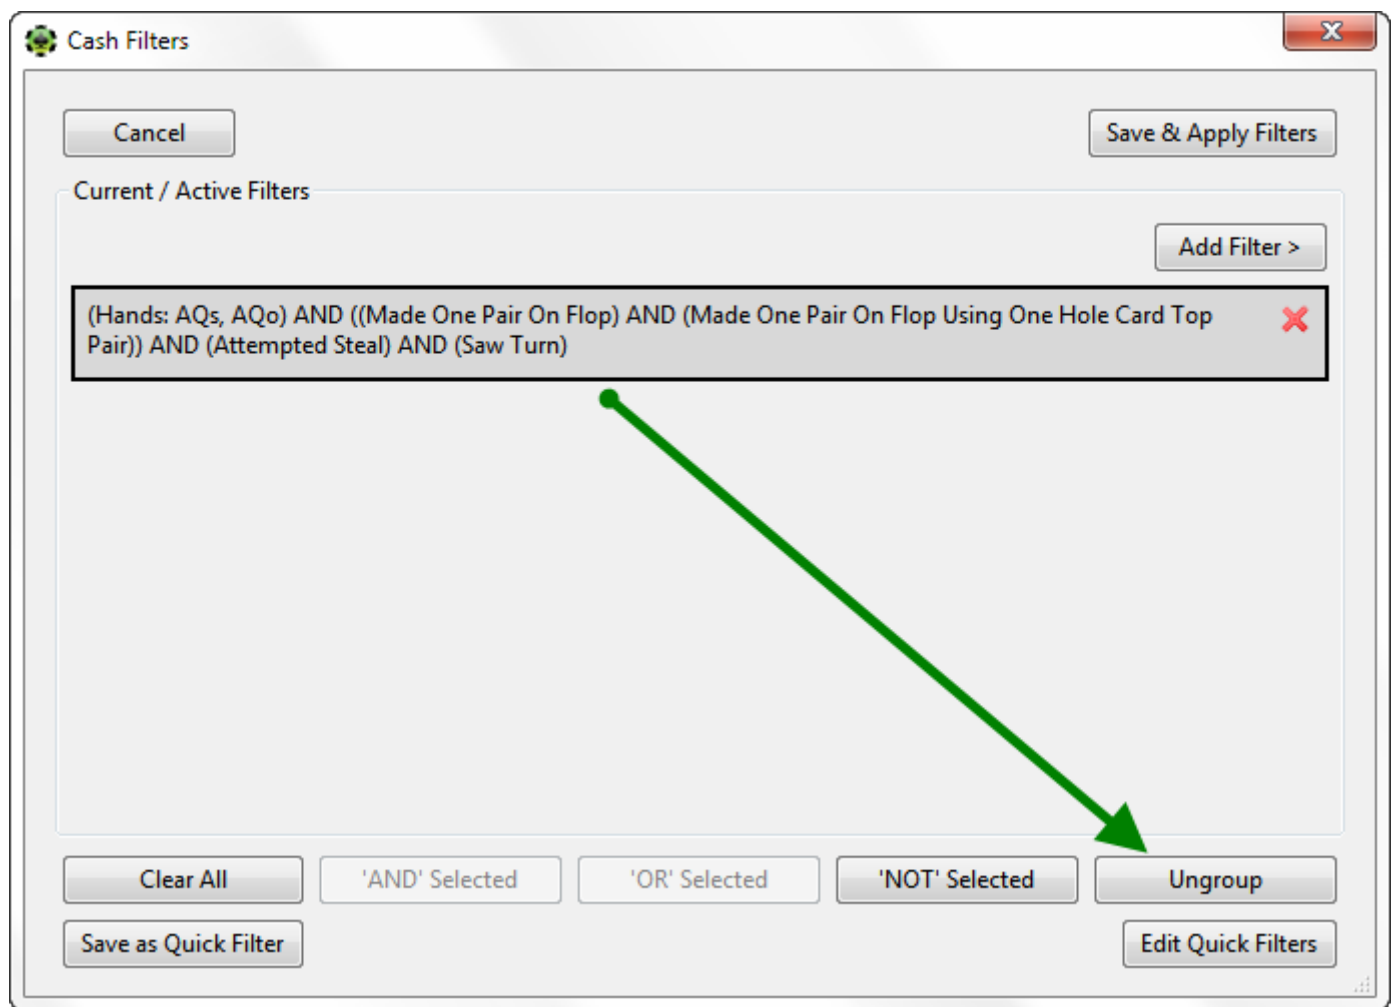 Cash Filters
Cancel
Save & Apply Filters
Current / Active Filters
Add Filter >
(Hands: AQs, AQo) AND ((Made One Pair On Flop) AND (Made One Pair On Flop Using One Hole Card Top
Pair)) AND (Attempted Steal) AND (Saw Turn)
Clear All
'AND' Selected
'OR' Selected
'NOT' Selected
Ungroup
Save as Quick Filter
Edit Quick Filters